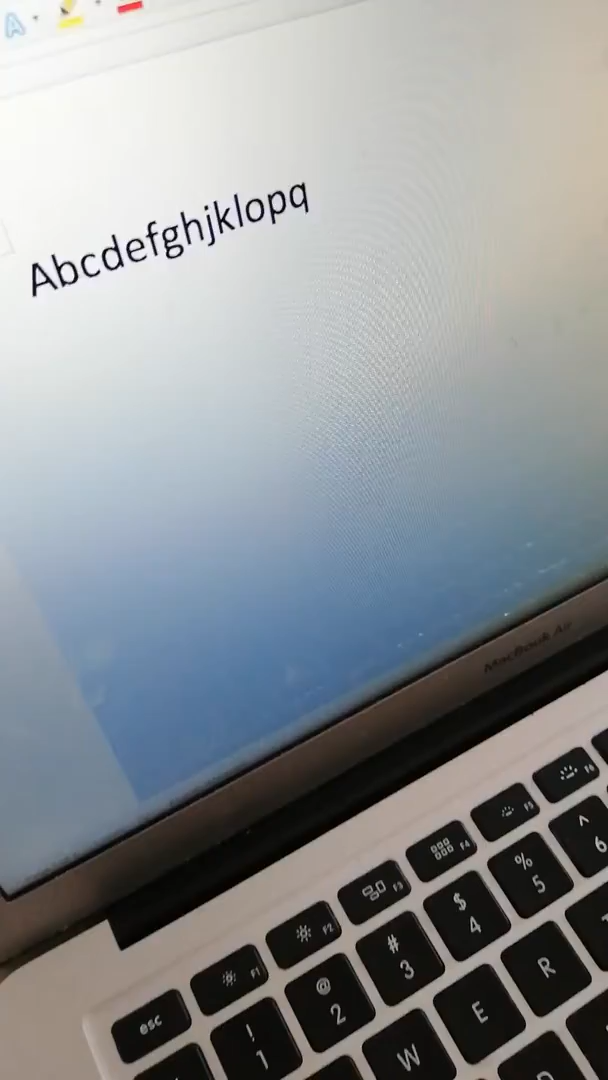 A
Abcdefghjklopq
MacBook Air
esc
F1
F2
F3
F4
F5
F6
! 1
@ 2
# 3
$ 4
% 5
^ 6
W
E
R